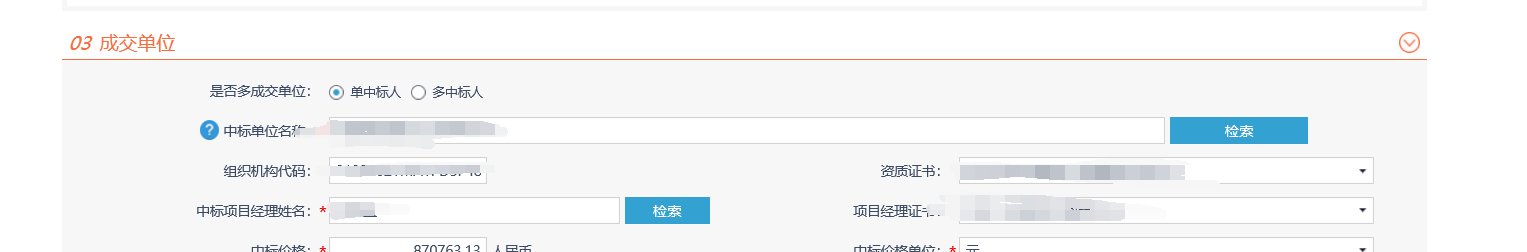 03 成交单位
是否多成交单位： 单中标人 多中标人
? 中标单位名称 检索
组织机构代码： 资质证书：
中标项目经理姓名：* 检索 项目经理证书
中标价格：* 870763.13 人民币 中标价格单位：* 元